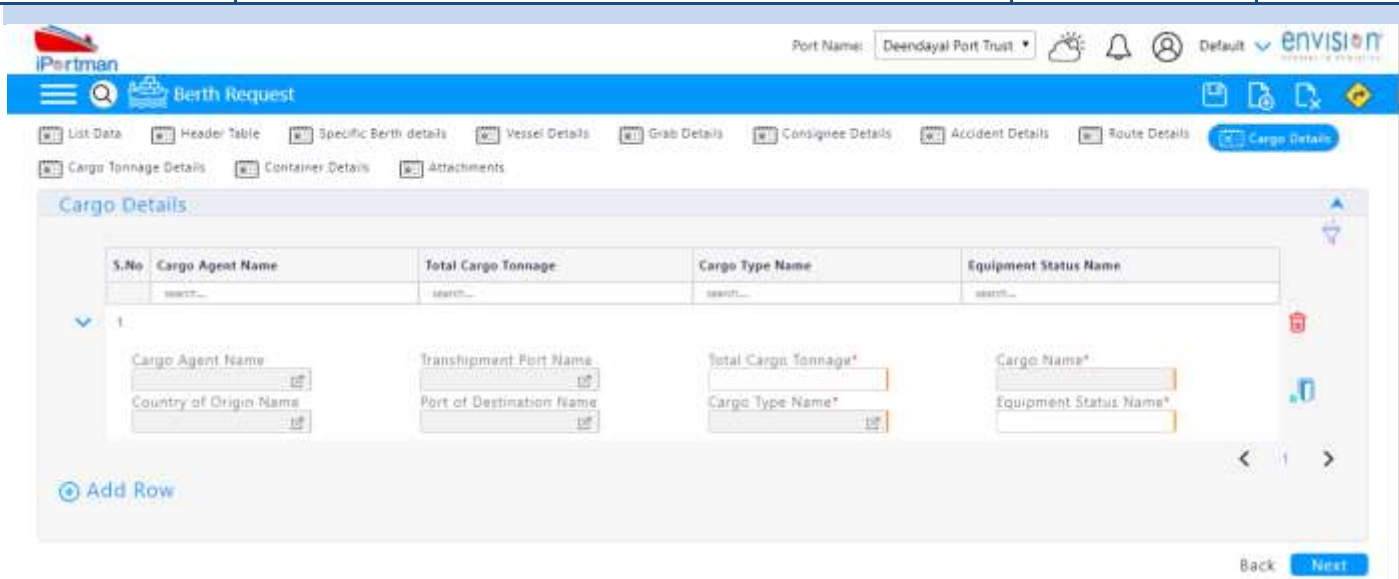 Port Name: Deendayal Port Trust Default envision
iPortman
Berth Request
List Data Header Table Specific Berth details Vessel Details Grab Details Consignee Details Accident Details Route Details Cargo Details
Cargo Tonnage Details Container Details Attachments
Cargo Details
S.No Cargo Agent Name Total Cargo Tonnage Cargo Type Name Equipment Status Name
search... search... search... search...
1
Cargo Agent Name Transhipment Port Name Total Cargo Tonnage* Cargo Name*
Country of Origin Name Port of Destination Name Cargo Type Name* Equipment Status Name*
1
Add Row
Back Next